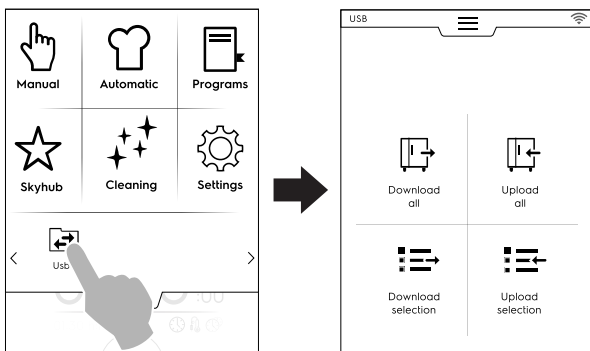 Manual Automatic Programs
Skyhub Cleaning Settings
Usb
:00
USB
Download
all
Upload
all
Download
selection
Upload
selection